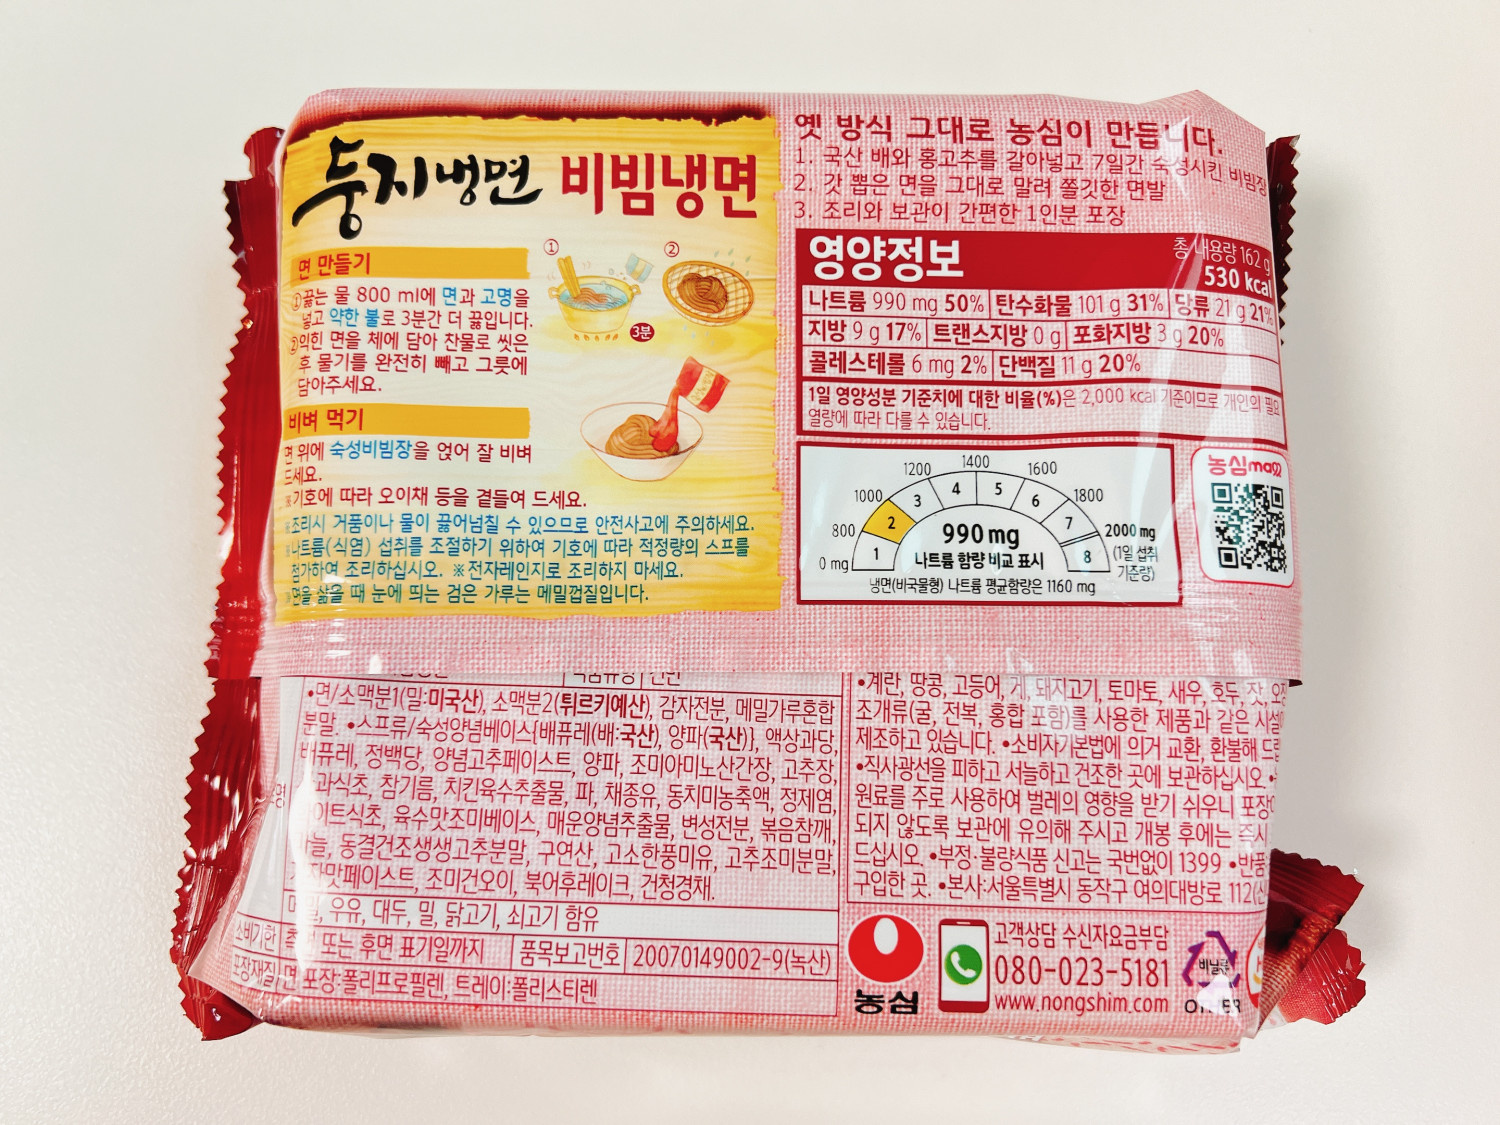 둥지냉면 비빔냉면
면 만들기
① 끓는 물 800 ml에 면과 고명을
넣고 약한 불로 3분간 더 끓입니다.
② 익힌 면을 체에 담아 찬물로 씻은
후 물기를 완전히 빼고 그릇에
담아주세요.
①
②
3분
비벼 먹기
면 위에 숙성비빔장을 얹어 잘 비벼
드세요.
※기호에 따라 오이채 등을 곁들여 드세요.
※조리시 거품이나 물이 끓어넘칠 수 있으므로 안전사고에 주의하세요.
※나트륨(식염) 섭취를 조절하기 위하여 기호에 따라 적정량의 스프를
첨가하여 조리하십시오. ※전자레인지로 조리하지 마세요.
※면을 삶을 때 눈에 띄는 검은 가루는 메밀껍질입니다.
옛 방식 그대로 농심이 만듭니다.
1. 국산 배와 홍고추를 갈아넣고 7일간 숙성시킨 비빔장
2. 갓 뽑은 면을 그대로 말려 쫄깃한 면발
3. 조리와 보관이 간편한 1인분 포장
영양정보
총 내용량 162 g
530 kcal
나트륨 990 mg 50% 탄수화물 101 g 31% 당류 21 g 21%
지방 9 g 17% 트랜스지방 0 g 포화지방 3 g 20%
콜레스테롤 6 mg 2% 단백질 11 g 20%
1일 영양성분 기준치에 대한 비율(%)은 2,000 kcal 기준이므로 개인의 필요
열량에 따라 다를 수 있습니다.
0 mg 800 1000 1200 1400 1600 1800 2000 mg
(1일 섭취
기준량)
1 2 3 4 5 6 7 8
990 mg
나트륨 함량 비교 표시
냉면(비국물형) 나트륨 평균함량은 1160 mg
농심maQ
•면/소맥분1(밀:미국산), 소맥분2(튀르키예산), 감자전분, 메밀가루혼합
분말. •스프류/숙성양념베이스{배퓨레(배:국산), 양파(국산)}, 액상과당,
배퓨레, 정백당, 양념고추페이스트, 양파, 조미아미노산간장, 고추장,
과식초, 참기름, 치킨육수추출물, 파, 채종유, 동치미농축액, 정제염,
이트식초, 육수맛조미베이스, 매운양념추출물, 변성전분, 볶음참깨,
늘, 동결건조생생고추분말, 구연산, 고소한풍미유, 고추조미분말,
자맛페이스트, 조미건오이, 북어후레이크, 건청경채.
메밀, 우유, 대두, 밀, 닭고기, 쇠고기 함유
소비기한 측면 또는 후면 표기일까지 품목보고번호 20070149002-9(녹산)
포장재질 면 포장:폴리프로필렌, 트레이:폴리스티렌
•계란, 땅콩, 고등어, 게, 돼지고기, 토마토, 새우, 호두, 잣, 오징
조개류(굴, 전복, 홍합 포함)를 사용한 제품과 같은 시설
제조하고 있습니다. •소비자기본법에 의거 교환, 환불해 드립
•직사광선을 피하고 서늘하고 건조한 곳에 보관하십시오.
원료를 주로 사용하여 벌레의 영향을 받기 쉬우니 포장
되지 않도록 보관에 유의해 주시고 개봉 후에는 즉시
드십시오. •부정·불량식품 신고는 국번없이 1399 •반품
구입한 곳. •본사:서울특별시 동작구 여의대방로 112
농심
고객상담 수신자요금부담
080-023-5181
www.nongshim.com
비닐류
OTHER